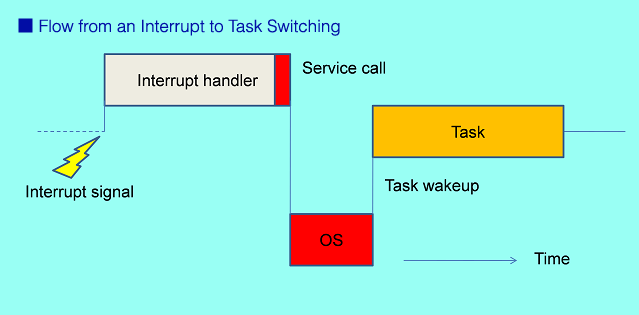 Flow from an Interrupt to Task Switching
Interrupt handler
Service call
Task
Interrupt signal
Task wakeup
OS
Time